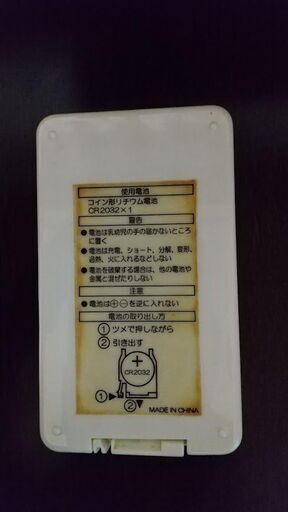 使用電池
コイン形リチウム電池
CR2032×1
警告
●電池は乳幼児の手の届かないところ
に置く
●電池は充電、ショート、分解、変形、
過熱、火に入れるなどしない
●電池を破棄する場合は、他の電池や
金属と混ぜたりしない
注意
●電池は⊕⊖を逆に入れない
電池の取り出し方
① ツメで押しながら
② 引き出す
CR2032
①
②
MADE IN CHINA